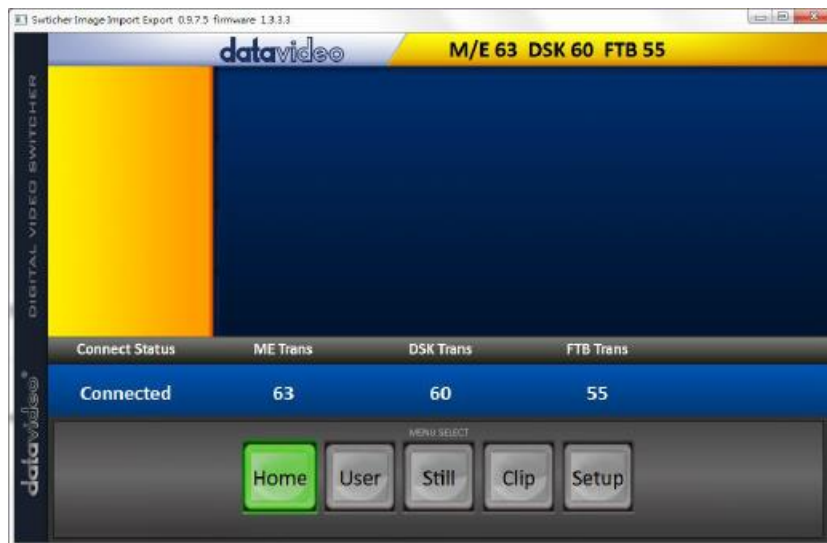 Switcher Image Import Export 0.9.7.5 firmware 1.3.3.3
datavideo
M/E 63 DSK 60 FTB 55
DIGITAL VIDEO SWITCHER
datavideo®
Connect Status ME Trans DSK Trans FTB Trans
Connected 63 60 55
MENU SELECT
Home User Still Clip Setup